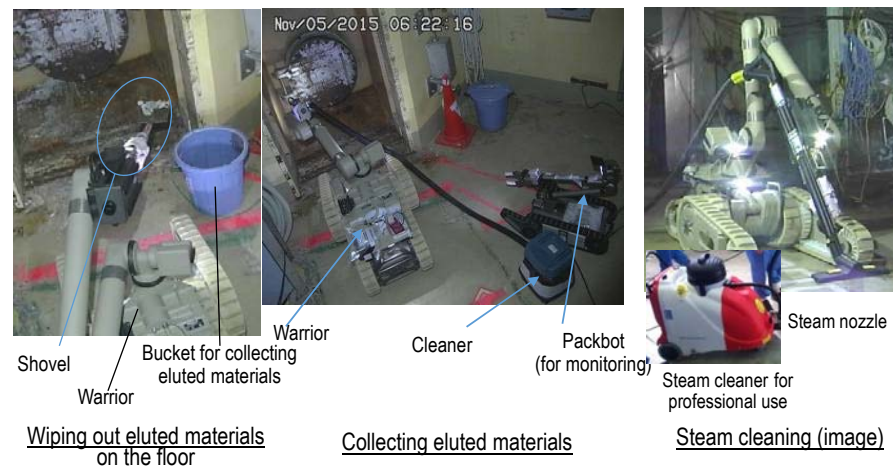 Nov/05/2015 06:22:16
Shovel
Warrior
Bucket for collecting
eluted materials
Wiping out eluted materials
on the floor
Warrior
Cleaner
Packbot
(for monitoring)
Collecting eluted materials
Steam nozzle
Steam cleaner for
professional use
Steam cleaning (image)